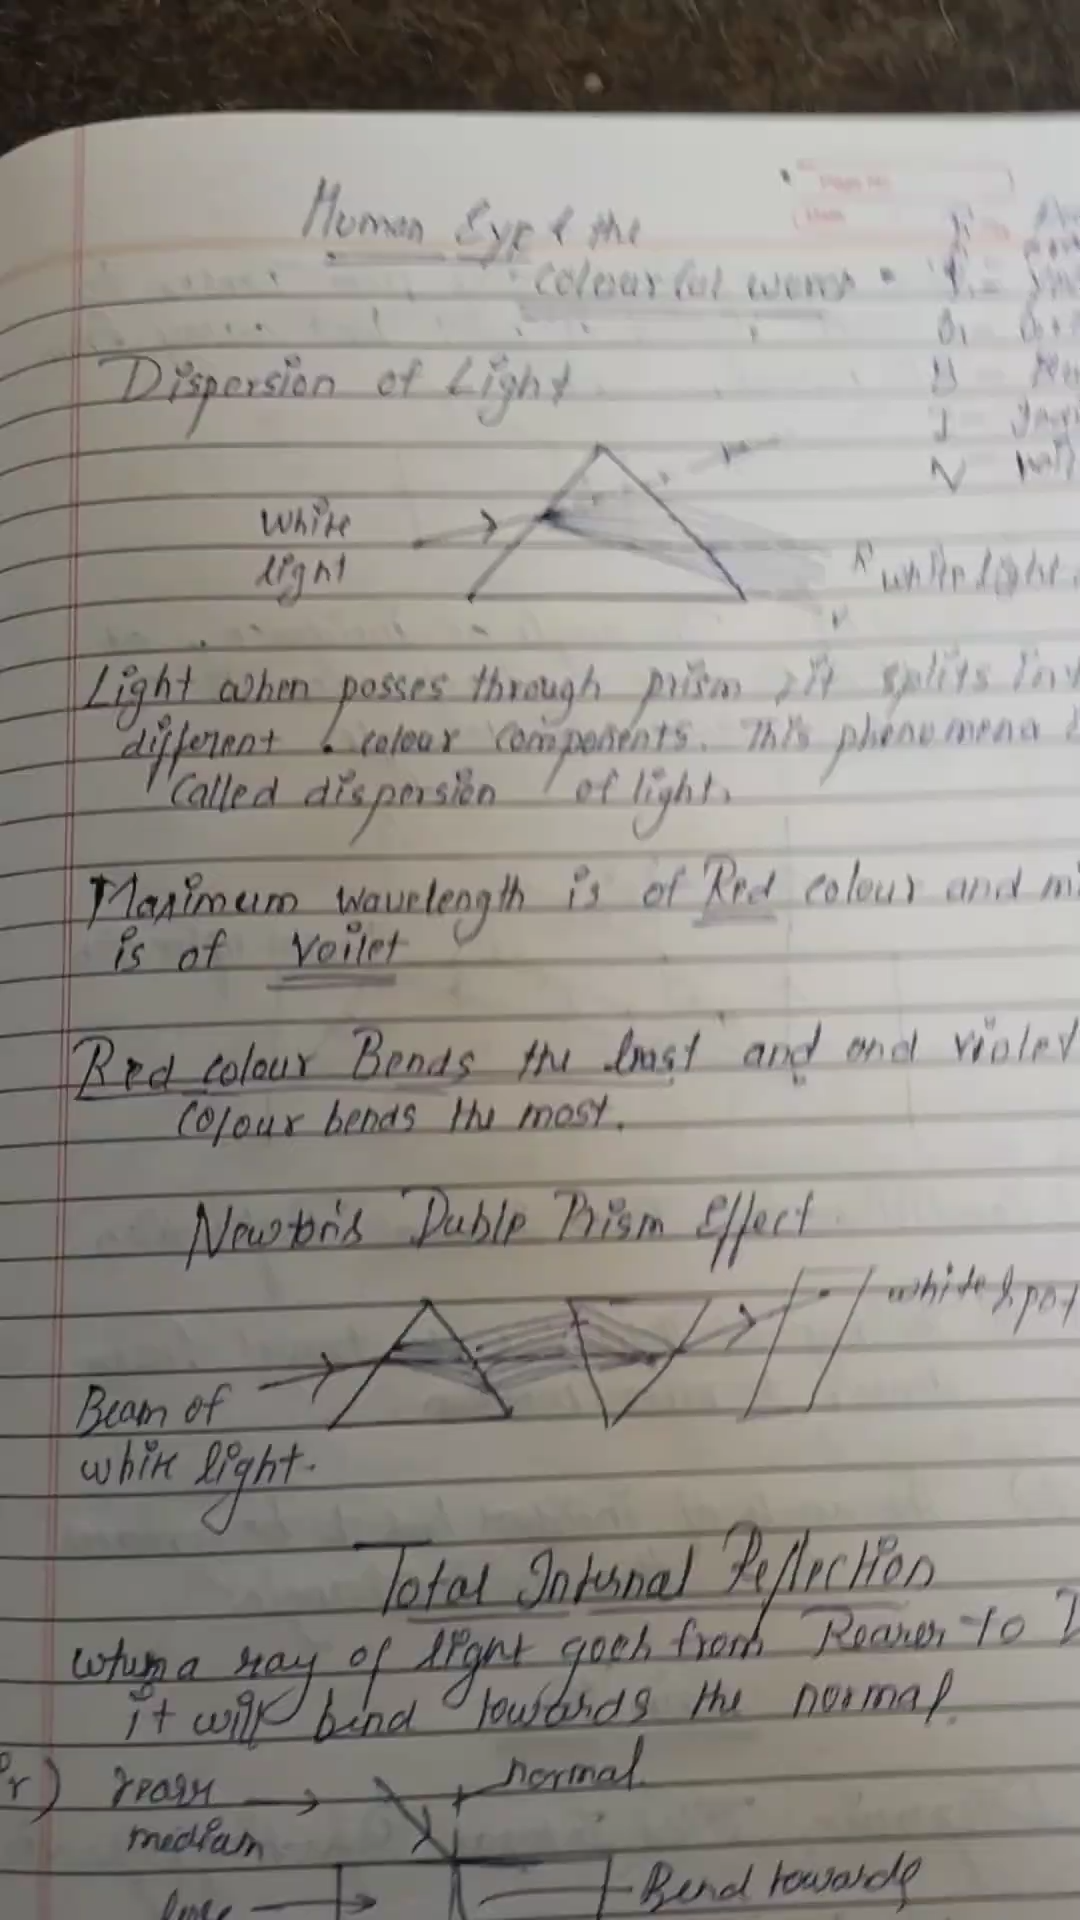 Human Eye & the
colourful
Dispersion of Light
White
light
R
white light
V
Light when posses through prism, it splits
different colour components. This phenomena
called dispersion of light.
Maximum wavelength is of Red colour and
is of Voilet
Red colour Bends the least and and violet
colour bends the most.
Newton's Duble Prism Effect
white spot
Beam of
white light.
Total Internal Reflection
when a ray of light goeh from Rearer to
it will bend towards the normal.
normal
medium
Bend towards